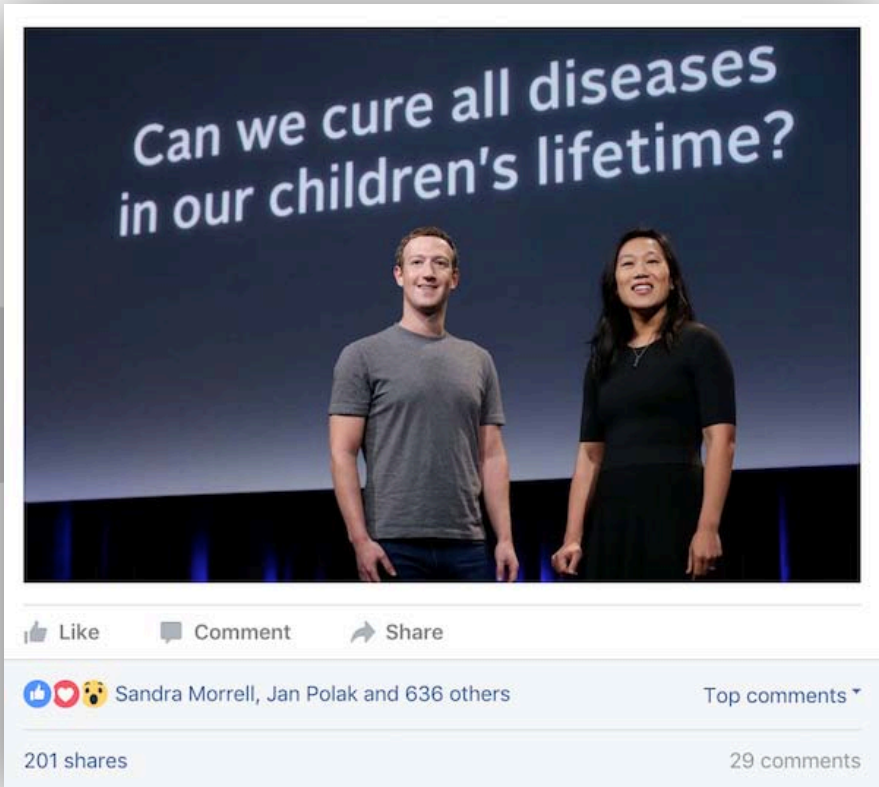 Can we cure all diseases
in our children's lifetime?
Like Comment Share
Sandra Morrell, Jan Polak and 636 others Top comments
201 shares 29 comments